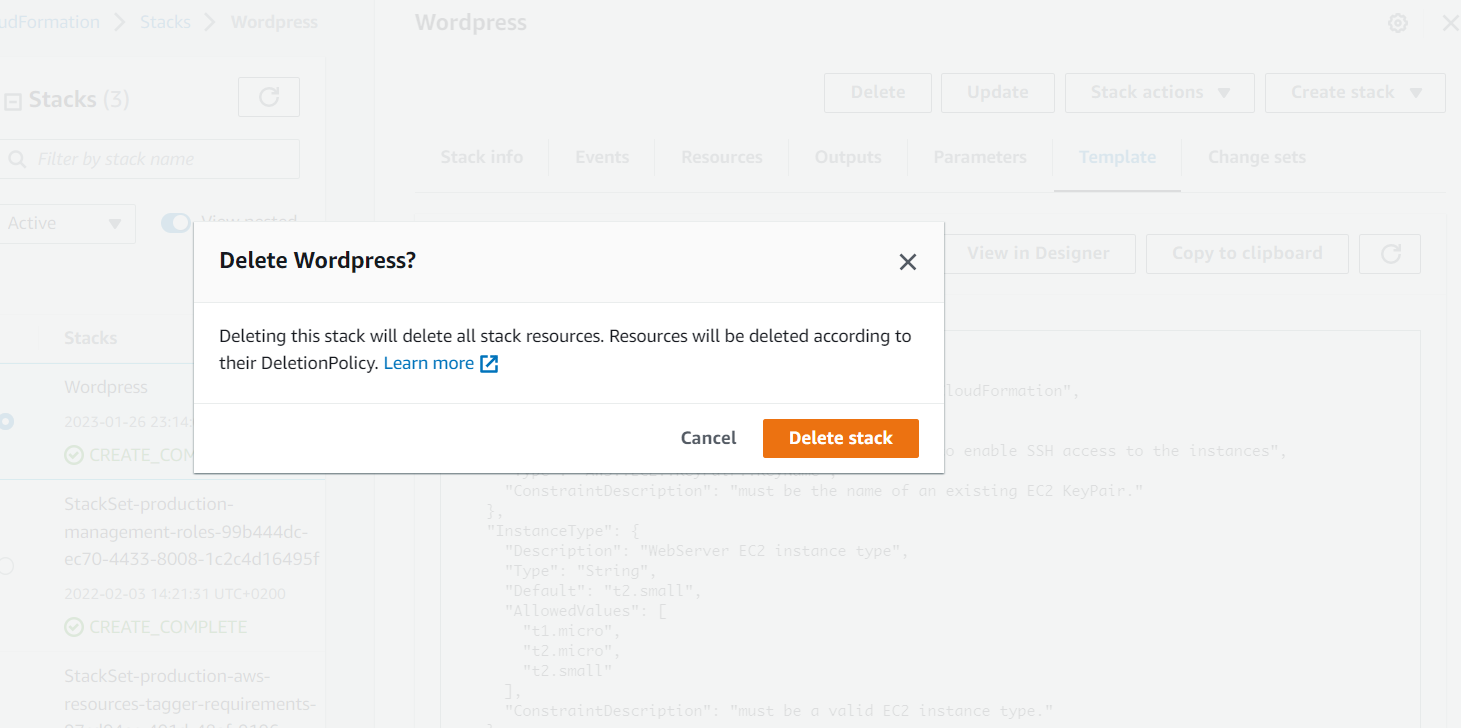 udFormation
Stacks
Wordpress
Wordpress
Stacks (3)
Delete
Update
Stack actions
Create stack
Filter by stack name
Stack info
Events
Resources
Outputs
Parameters
Template
Change sets
Active
View nested
Delete Wordpress?
View in Designer
Copy to clipboard
Deleting this stack will delete all stack resources. Resources will be deleted according to
their DeletionPolicy. Learn more
Cancel
Delete stack
Stacks
Wordpress
2023-01-26 23:14:
CREATE_COM
StackSet-production-
management-roles-99b444dc-
ec70-4433-8008-1c2c4d16495f
2022-02-03 14:21:31 UTC+0200
CREATE_COMPLETE
StackSet-production-aws-
resources-tagger-requirements-
loudFormation",
o enable SSH access to the instances",
"ConstraintDescription": "must be the name of an existing EC2 KeyPair."
},
"InstanceType": {
"Description": "WebServer EC2 instance type",
"Type": "String",
"Default": "t2.small",
"AllowedValues": [
"t1.micro",
"t2.micro",
"t2.small"
],
"ConstraintDescription": "must be a valid EC2 instance type."